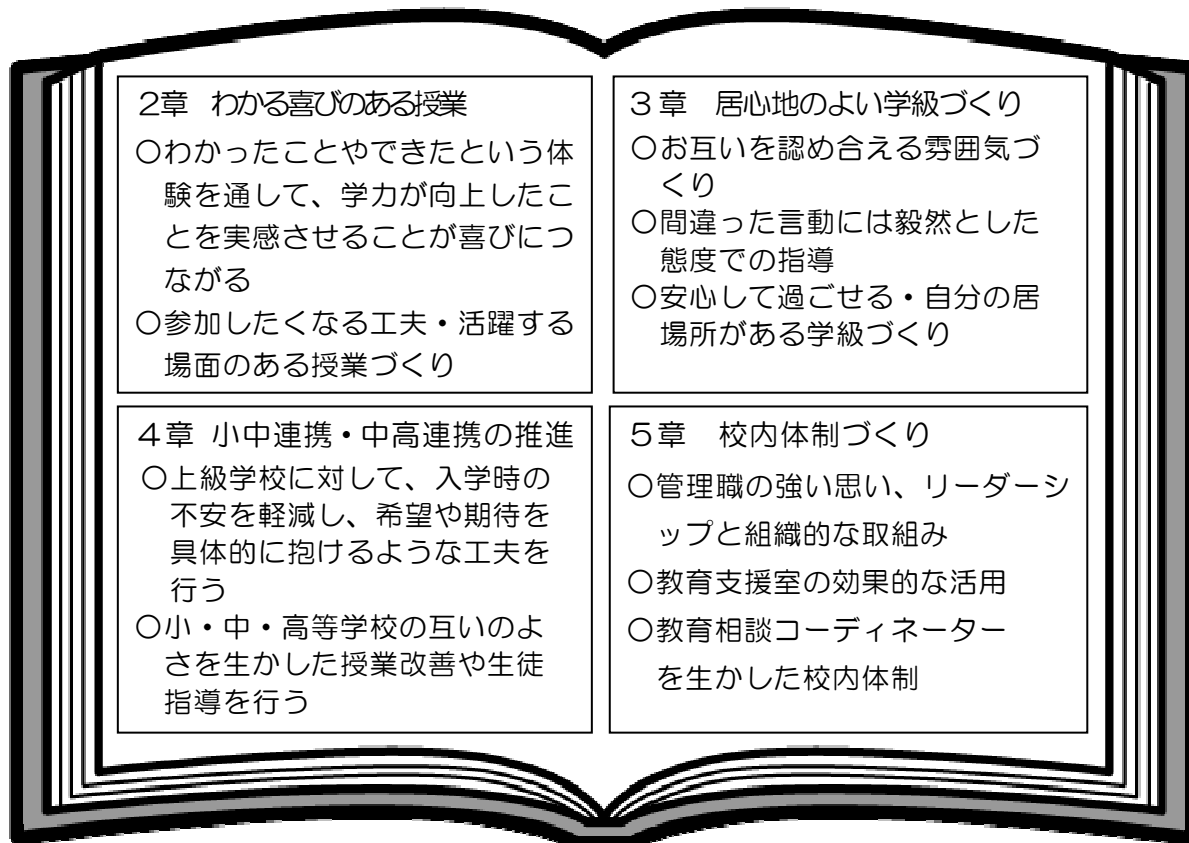 2章　わかる喜びのある授業
○わかったことやできたという体
験を通して、学力が向上したこ
とを実感させることが喜びにつ
ながる
○参加したくなる工夫・活躍する
場面のある授業づくり
3章　居心地のよい学級づくり
○お互いを認め合える雰囲気づ
くり
○間違った言動には毅然とした
態度での指導
○安心して過ごせる・自分の居
場所がある学級づくり
4章 小中連携・中高連携の推進
○上級学校に対して、入学時の
不安を軽減し、希望や期待を
具体的に抱けるような工夫を
行う
○小・中・高等学校の互いのよ
さを生かした授業改善や生徒
指導を行う
5章　校内体制づくり
○管理職の強い思い、リーダーシ
ップと組織的な取組み
○教育支援室の効果的な活用
○教育相談コーディネーター
を生かした校内体制